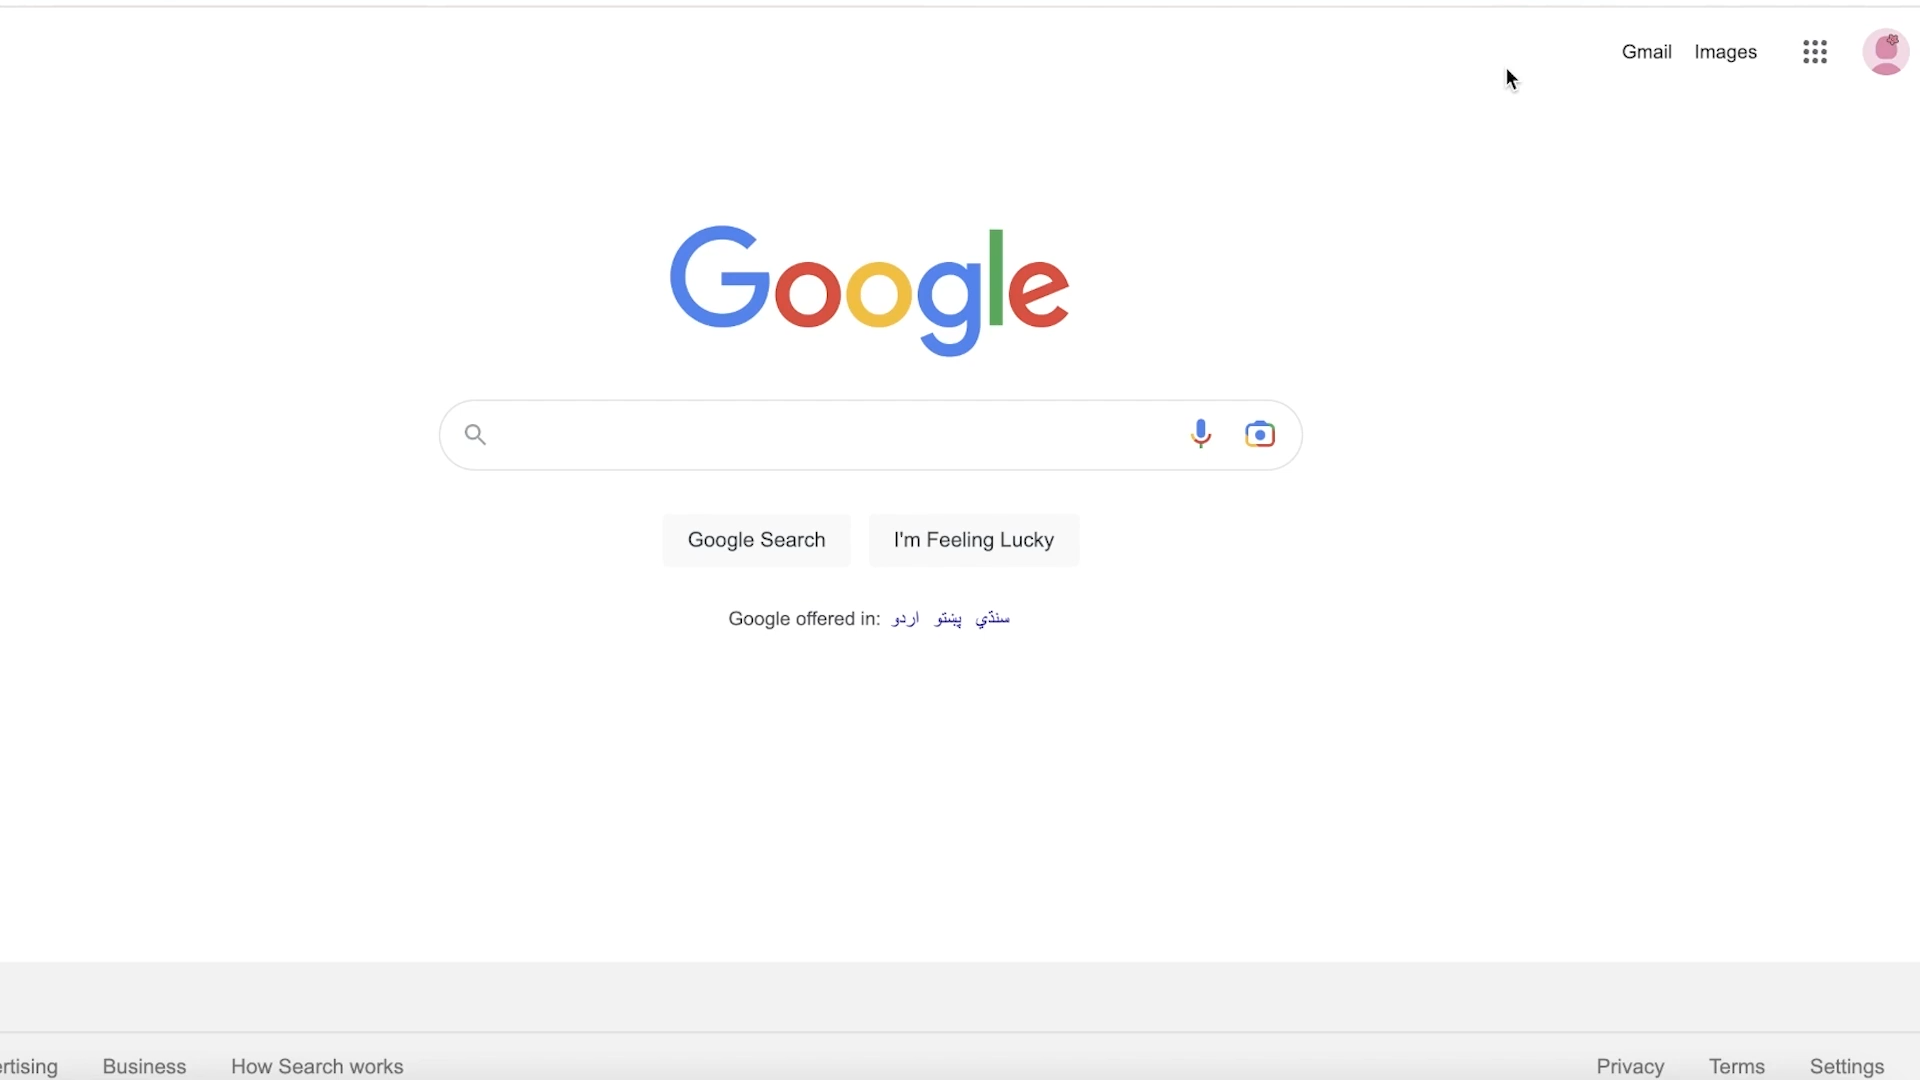 Gmail Images
Google
Google Search I'm Feeling Lucky
Google offered in: اردو پښتو سنڌي
ertising Business How Search works Privacy Terms Settings